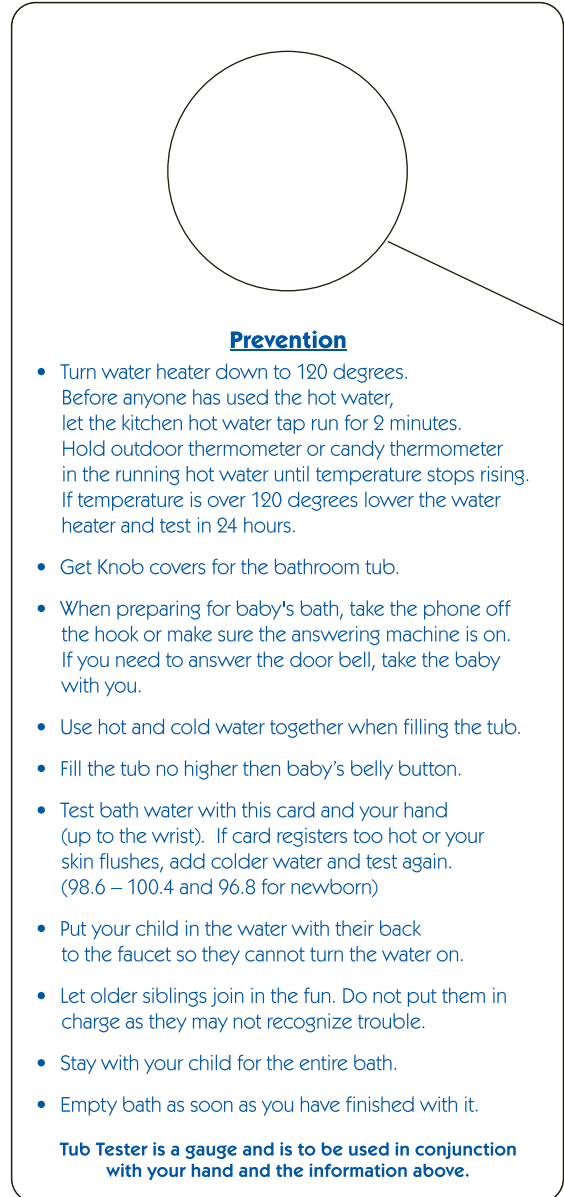 Prevention
• Turn water heater down to 120 degrees.
Before anyone has used the hot water,
let the kitchen hot water tap run for 2 minutes.
Hold outdoor thermometer or candy thermometer
in the running hot water until temperature stops rising.
If temperature is over 120 degrees lower the water
heater and test in 24 hours.
• Get Knob covers for the bathroom tub.
• When preparing for baby's bath, take the phone off
the hook or make sure the answering machine is on.
If you need to answer the door bell, take the baby
with you.
• Use hot and cold water together when filling the tub.
• Fill the tub no higher then baby’s belly button.
• Test bath water with this card and your hand
(up to the wrist).  If card registers too hot or your
skin flushes, add colder water and test again.
(98.6 – 100.4 and 96.8 for newborn)
• Put your child in the water with their back
to the faucet so they cannot turn the water on.
• Let older siblings join in the fun. Do not put them in
charge as they may not recognize trouble.
• Stay with your child for the entire bath.
• Empty bath as soon as you have finished with it.
Tub Tester is a gauge and is to be used in conjunction
with your hand and the information above.